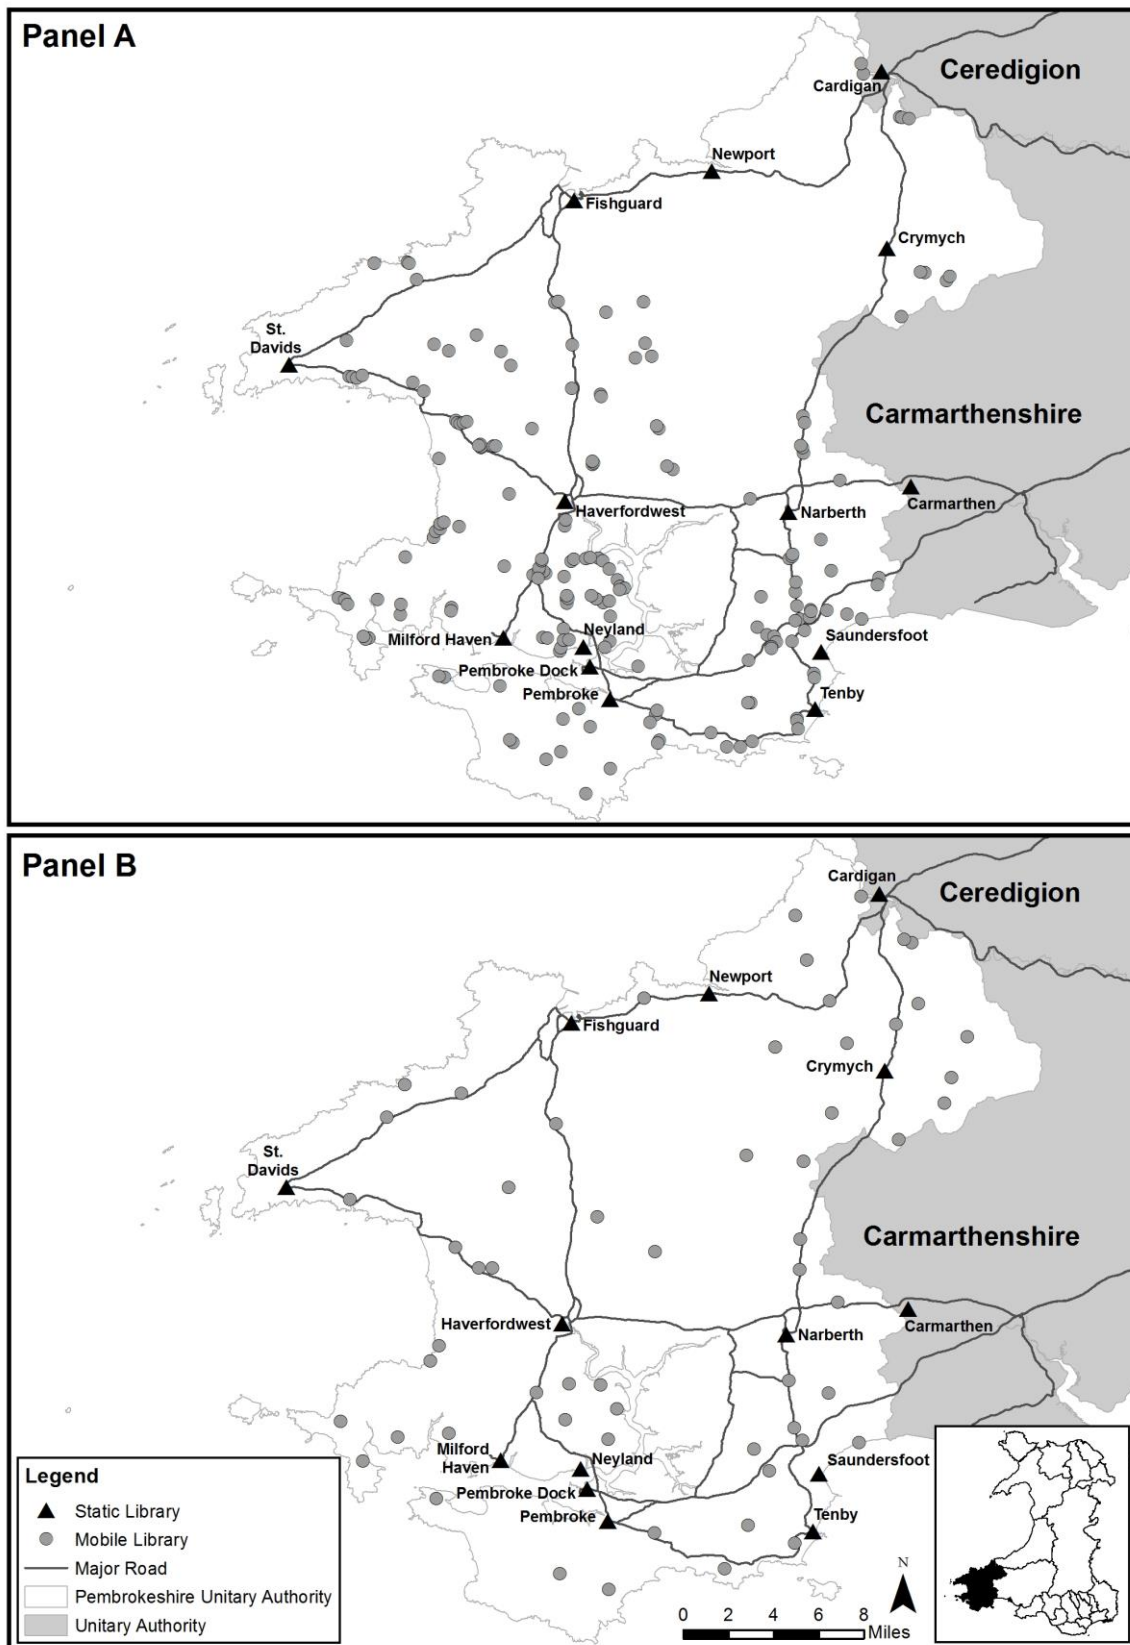 Panel A
Ceredigion
Cardigan
Newport
Fishguard
Crymych
St.
Davids
Carmarthenshire
Haverfordwest
Narberth
Carmarthen
Milford Haven
Neyland
Saundersfoot
Pembroke Dock
Pembroke
Tenby
Panel B
Cardigan
Ceredigion
Newport
Fishguard
Crymych
St.
Davids
Carmarthenshire
Haverfordwest
Narberth
Carmarthen
Milford
Haven
Neyland
Saundersfoot
Pembroke Dock
Pembroke
Tenby
Legend
Static Library
Mobile Library
Major Road
Pembrokeshire Unitary Authority
Unitary Authority
N
0 2 4 6 8
Miles